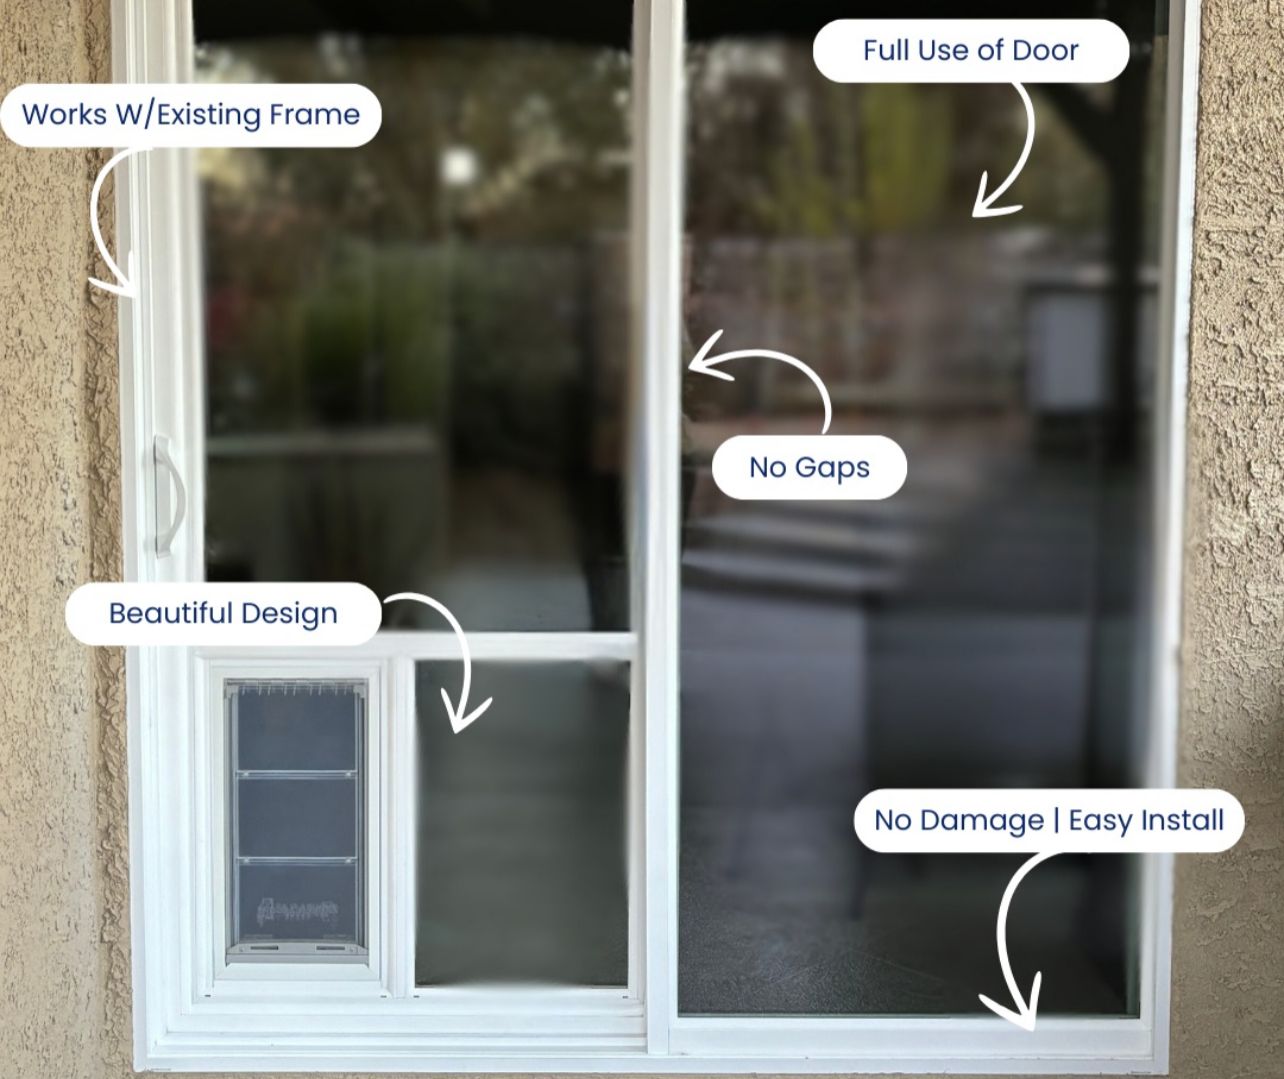 Full Use of Door
Works W/Existing Frame
No Gaps
Beautiful Design
No Damage | Easy Install